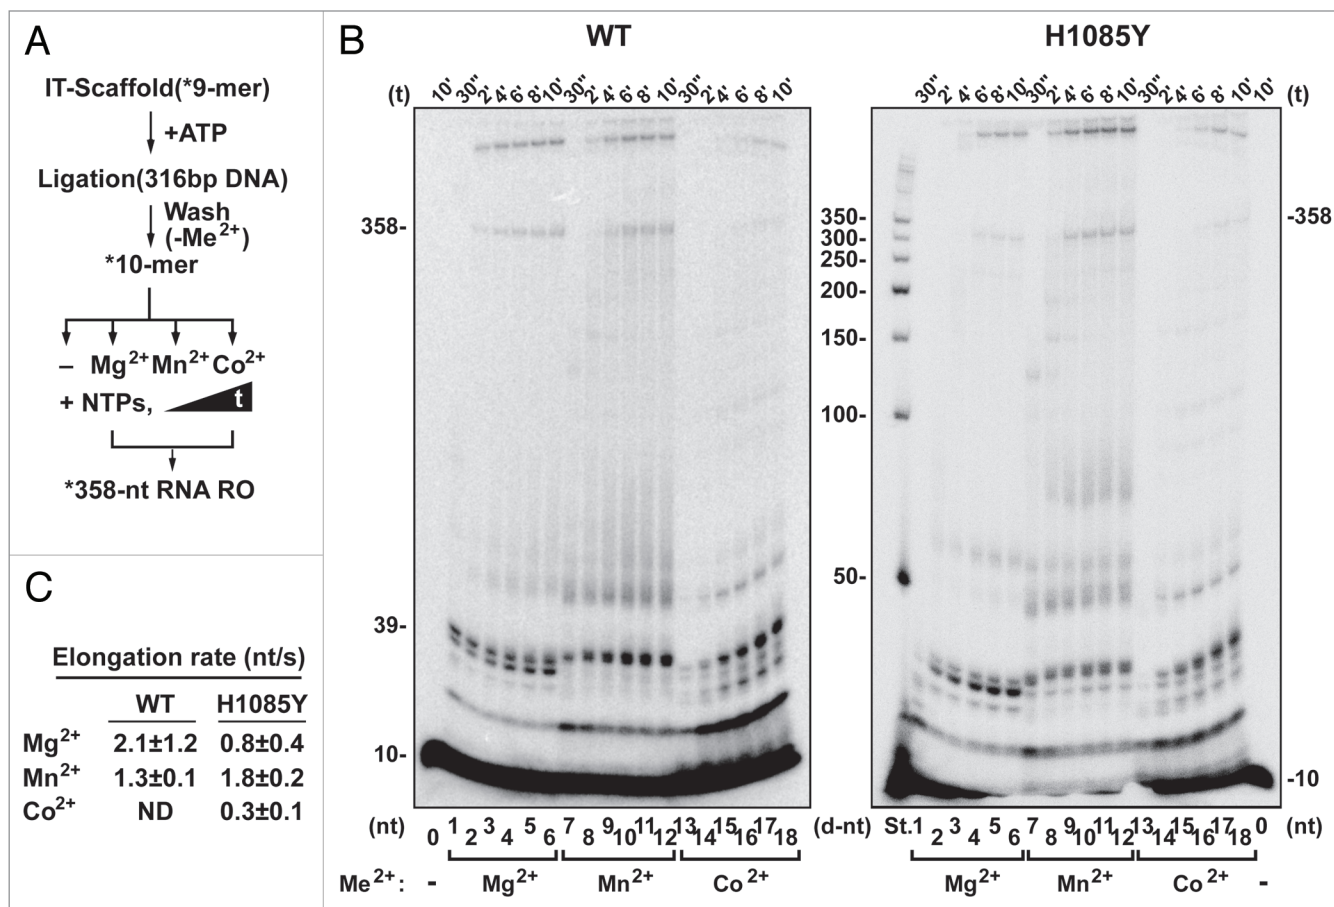 A
IT-Scaffold(*9-mer)
+ATP
Ligation(316bp DNA)
Wash
(-Me2+)
*10-mer
– Mg2+ Mn2+ Co2+
+ NTPs, t
*358-nt RNA RO
C
Elongation rate (nt/s)
WT H1085Y
Mg2+ 2.1±1.2 0.8±0.4
Mn2+ 1.3±0.1 1.8±0.2
Co2+ ND 0.3±0.1
B
WT
(t) 10' 30" 2' 4' 6' 8' 10' 30" 2' 4' 6' 8' 10' 30" 2' 4' 6' 8' 10'
358-
39-
10-
(nt) 0 1 2 3 4 5 6 7 8 9 10 11 12 13 14 15 16 17 18
Me2+: - Mg2+ Mn2+ Co2+
H1085Y
30" 2' 4' 6' 8' 10' 30" 2' 4' 6' 8' 10' 30" 2' 4' 6' 8' 10' 10' (t)
350-
300-
250-
200-
150-
100-
50-
-358
-10
(d-nt) St. 1 2 3 4 5 6 7 8 9 10 11 12 13 14 15 16 17 18 0 (nt)
Mg2+ Mn2+ Co2+ -